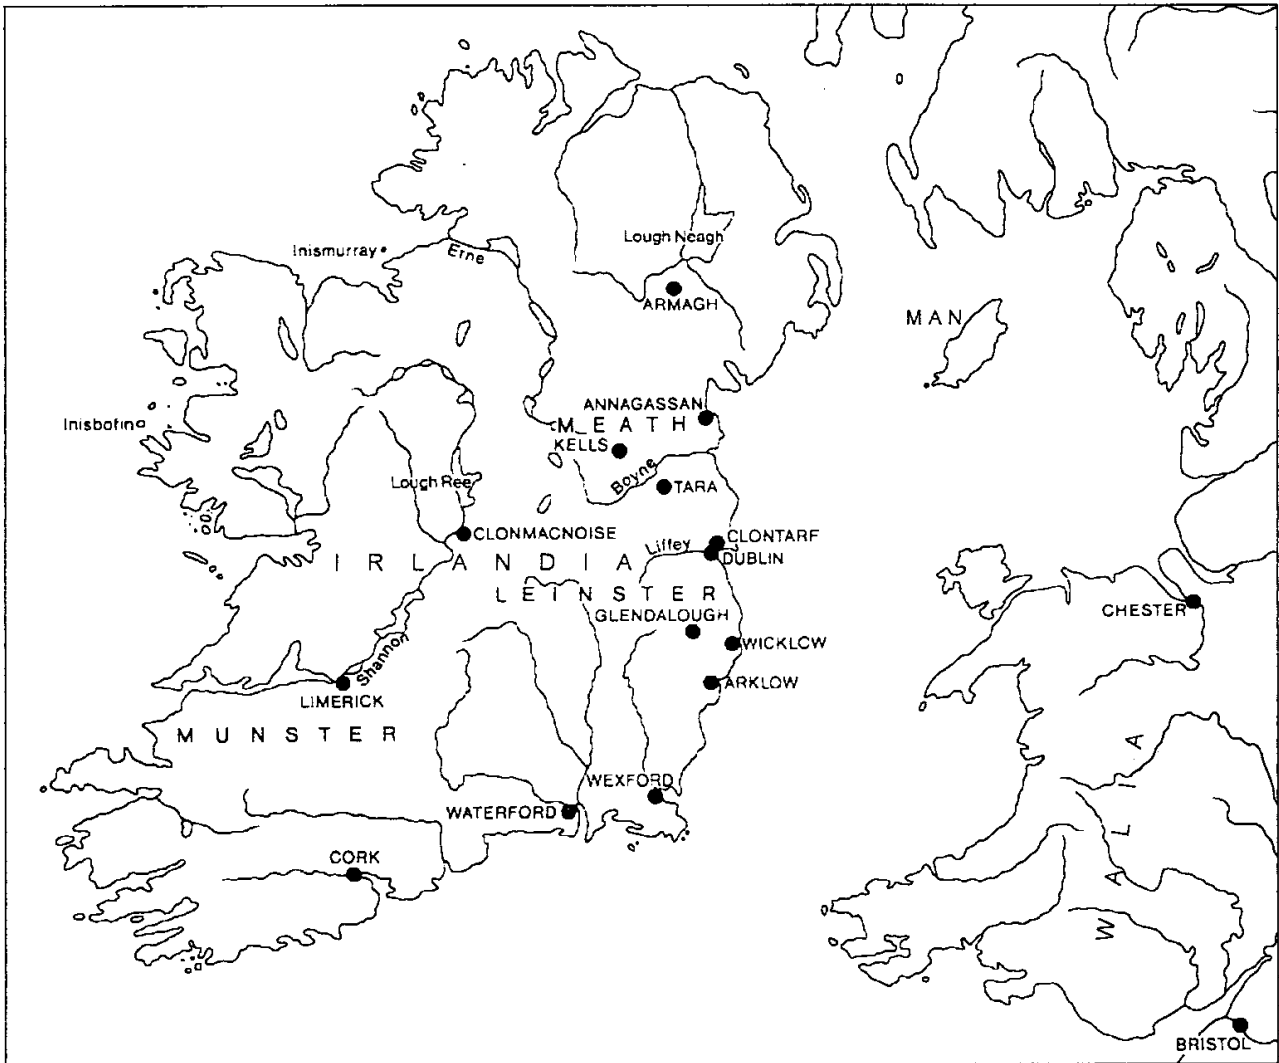 Lough Neagh
Inismurray
Erne
ARMAGH
MAN
ANNAGASSAN
Inisbofin
MEATH
KELLS
Boyne
Lough Ree
TARA
CLONMACNOISE
CLONTARF
Liffey
DUBLIN
IRLANDIA
LEINSTER
CHESTER
GLENDALOUGH
WICKLOW
Shannon
ARKLOW
LIMERICK
MUNSTER
WALIA
WEXFORD
WATERFORD
CORK
BRISTOL